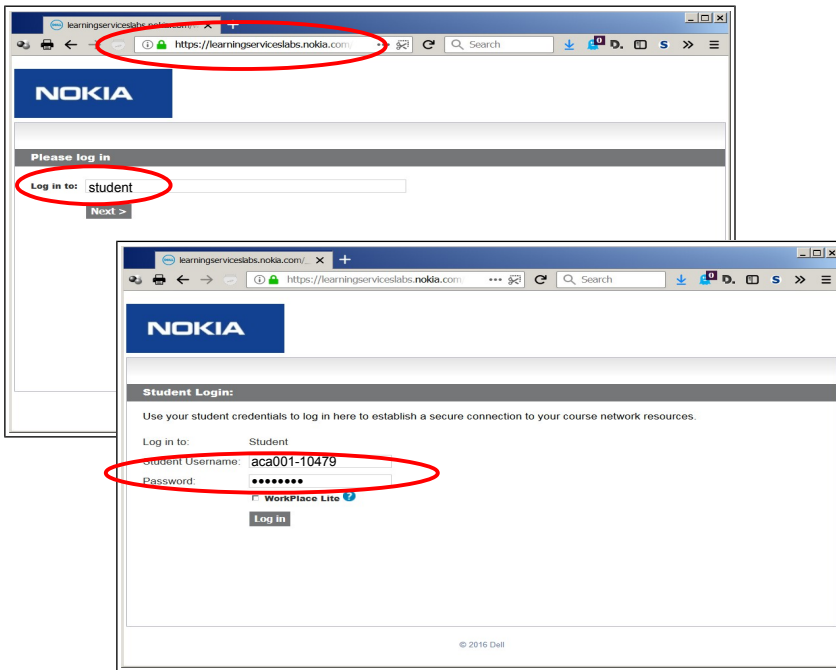 learningserviceslabs.nokia.com/
https://learningserviceslabs.nokia.com/
Search
0
D.
S
NOKIA
Please log in
Log in to: student
Next >
learningserviceslabs.nokia.com/_
https://learningserviceslabs.nokia.com/
Search
0
D.
S
NOKIA
Student Login:
Use your student credentials to log in here to establish a secure connection to your course network resources.
Log in to: Student
Student Username: aca001-10479
Password: ••••••••
WorkPlace Lite ?
Log in
© 2016 Dell